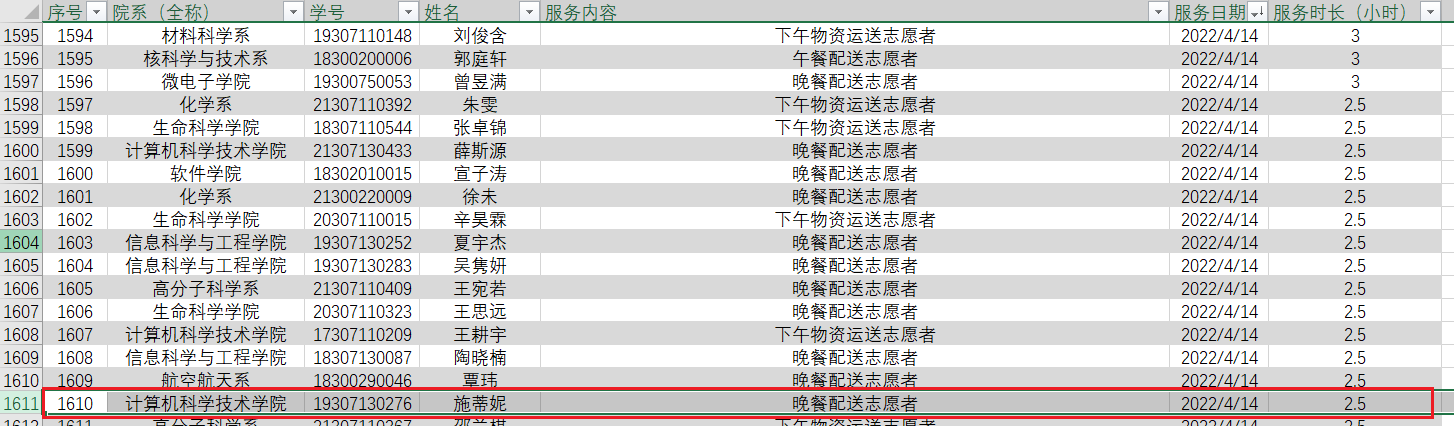 序号 院系（全称） 学号 姓名 服务内容 服务日期 服务时长（小时）
1595 1594 材料科学系 19307110148 刘俊含 下午物资运送志愿者 2022/4/14 3
1596 1595 核科学与技术系 18300200006 郭庭轩 午餐配送志愿者 2022/4/14 3
1597 1596 微电子学院 19300750053 曾昱满 晚餐配送志愿者 2022/4/14 3
1598 1597 化学系 21307110392 朱雯 下午物资运送志愿者 2022/4/14 2.5
1599 1598 生命科学学院 18307110544 张卓锦 下午物资运送志愿者 2022/4/14 2.5
1600 1599 计算机科学技术学院 21307130433 薛斯源 晚餐配送志愿者 2022/4/14 2.5
1601 1600 软件学院 18302010015 宣子涛 晚餐配送志愿者 2022/4/14 2.5
1602 1601 化学系 21300220009 徐未 晚餐配送志愿者 2022/4/14 2.5
1603 1602 生命科学学院 20307110015 辛昊霖 下午物资运送志愿者 2022/4/14 2.5
1604 1603 信息科学与工程学院 19307130252 夏宇杰 晚餐配送志愿者 2022/4/14 2.5
1605 1604 信息科学与工程学院 19307130283 吴隽妍 晚餐配送志愿者 2022/4/14 2.5
1606 1605 高分子科学系 21307110409 王宛若 晚餐配送志愿者 2022/4/14 2.5
1607 1606 生命科学学院 20307110323 王思远 晚餐配送志愿者 2022/4/14 2.5
1608 1607 计算机科学技术学院 17307110209 王耕宇 下午物资运送志愿者 2022/4/14 2.5
1609 1608 信息科学与工程学院 18307130087 陶晓楠 晚餐配送志愿者 2022/4/14 2.5
1610 1609 航空航天系 18300290046 覃玮 晚餐配送志愿者 2022/4/14 2.5
1611 1610 计算机科学技术学院 19307130276 施蒂妮 晚餐配送志愿者 2022/4/14 2.5
1612 1611 高分子科学系 下午物资运送志愿者 2022/4/14 2.5